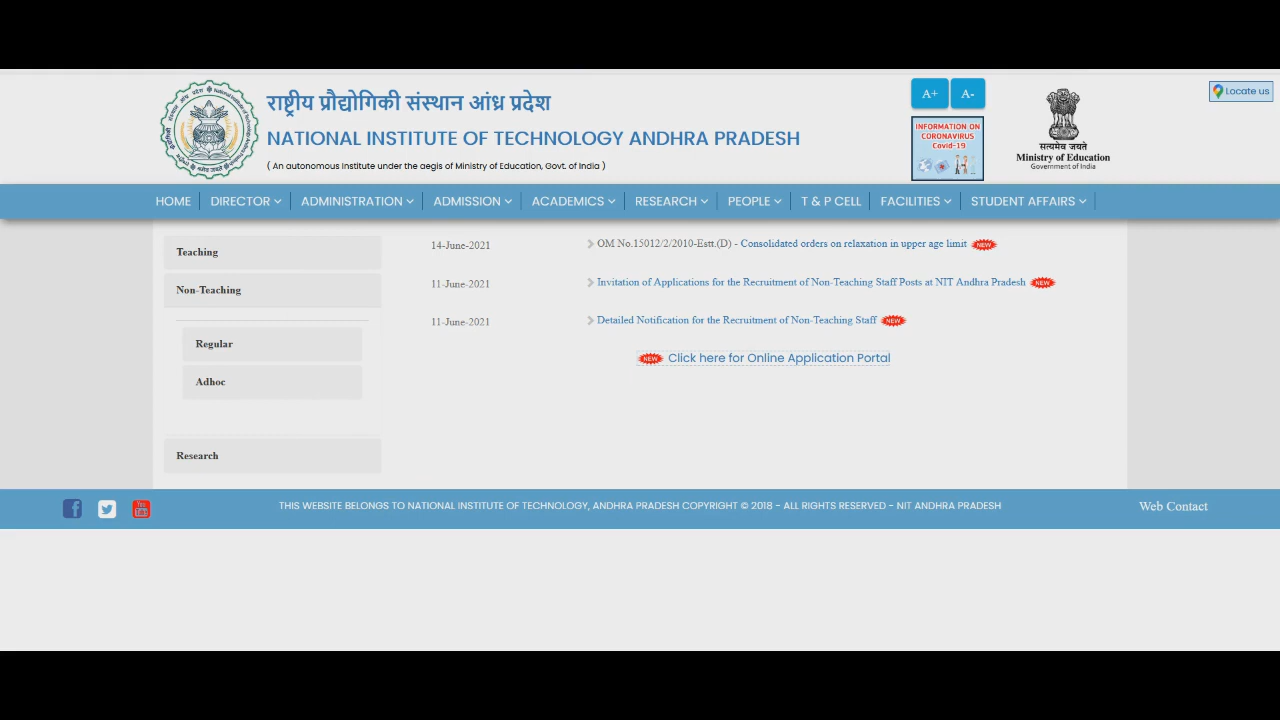 राष्ट्रीय प्रौद्योगिकी संस्थान आंध्र प्रदेश
NATIONAL INSTITUTE OF TECHNOLOGY ANDHRA PRADESH
( An autonomous Institute under the aegis of Ministry of Education, Govt. of India )
A+ A-
INFORMATION ON
CORONAVIRUS
Covid-19
सत्यमेव जयते
Ministry of Education
Government of India
Locate us
HOME DIRECTOR ADMINISTRATION ADMISSION ACADEMICS RESEARCH PEOPLE T & P CELL FACILITIES STUDENT AFFAIRS
Teaching
Non-Teaching
Regular
Adhoc
Research
14-June-2021 OM No.15012/2/2010-Estt.(D) - Consolidated orders on relaxation in upper age limit NEW
11-June-2021 Invitation of Applications for the Recruitment of Non-Teaching Staff Posts at NIT Andhra Pradesh NEW
11-June-2021 Detailed Notification for the Recruitment of Non-Teaching Staff NEW
NEW Click here for Online Application Portal
THIS WEBSITE BELONGS TO NATIONAL INSTITUTE OF TECHNOLOGY, ANDHRA PRADESH COPYRIGHT © 2018 - ALL RIGHTS RESERVED - NIT ANDHRA PRADESH
Web Contact